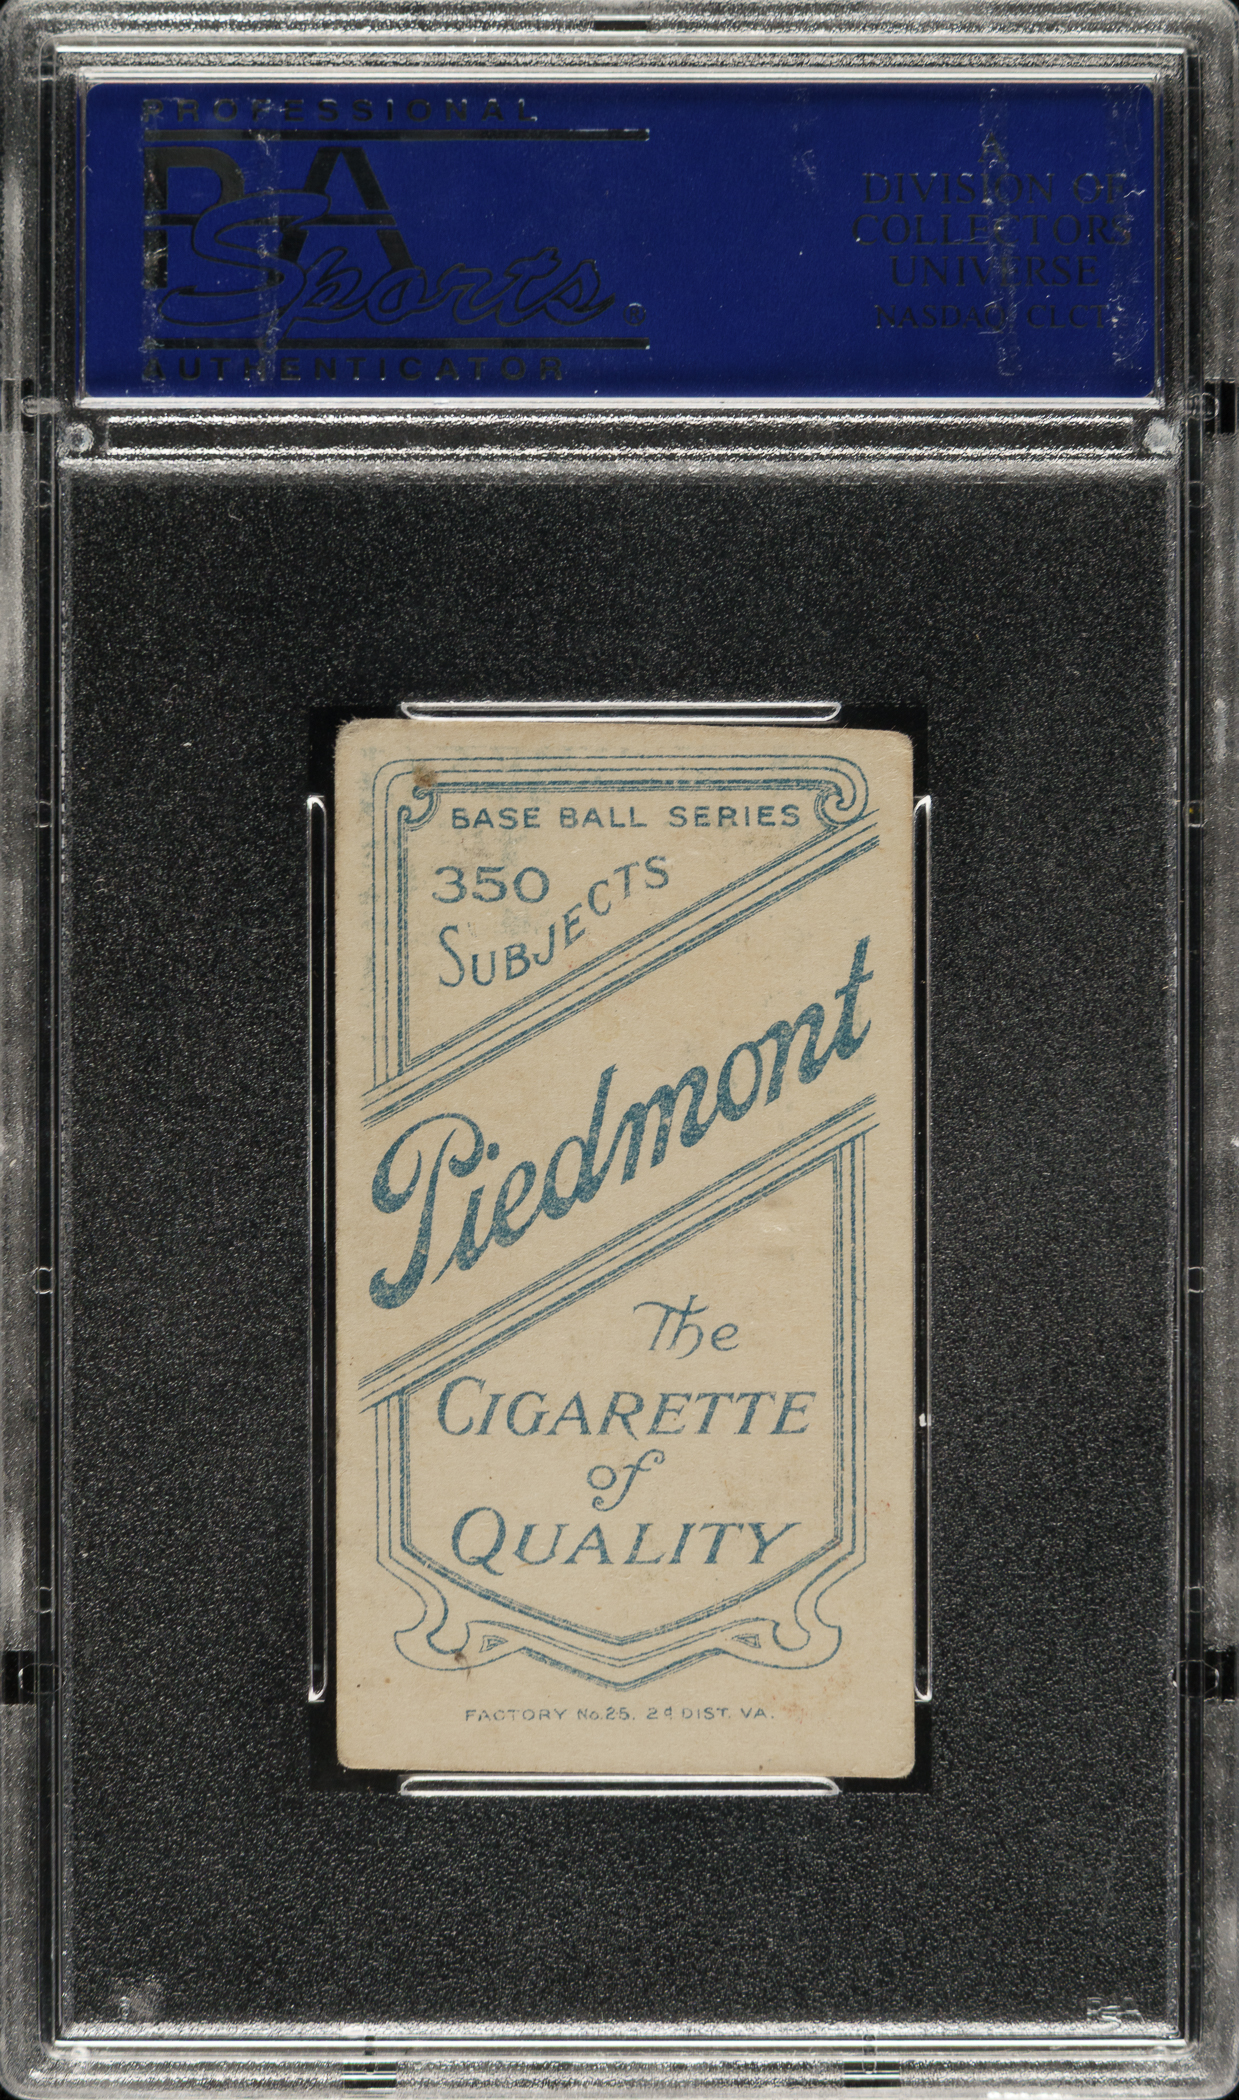 PROFESSIONAL
PSA
Sports®
AUTHENTICATOR
A
DIVISION OF
COLLECTORS
UNIVERSE
NASDAQ CLCT
BASE BALL SERIES
350
SUBJECTS
Piedmont
The
CIGARETTE
of
QUALITY
FACTORY No. 25, 2d DIST. VA.
PSA